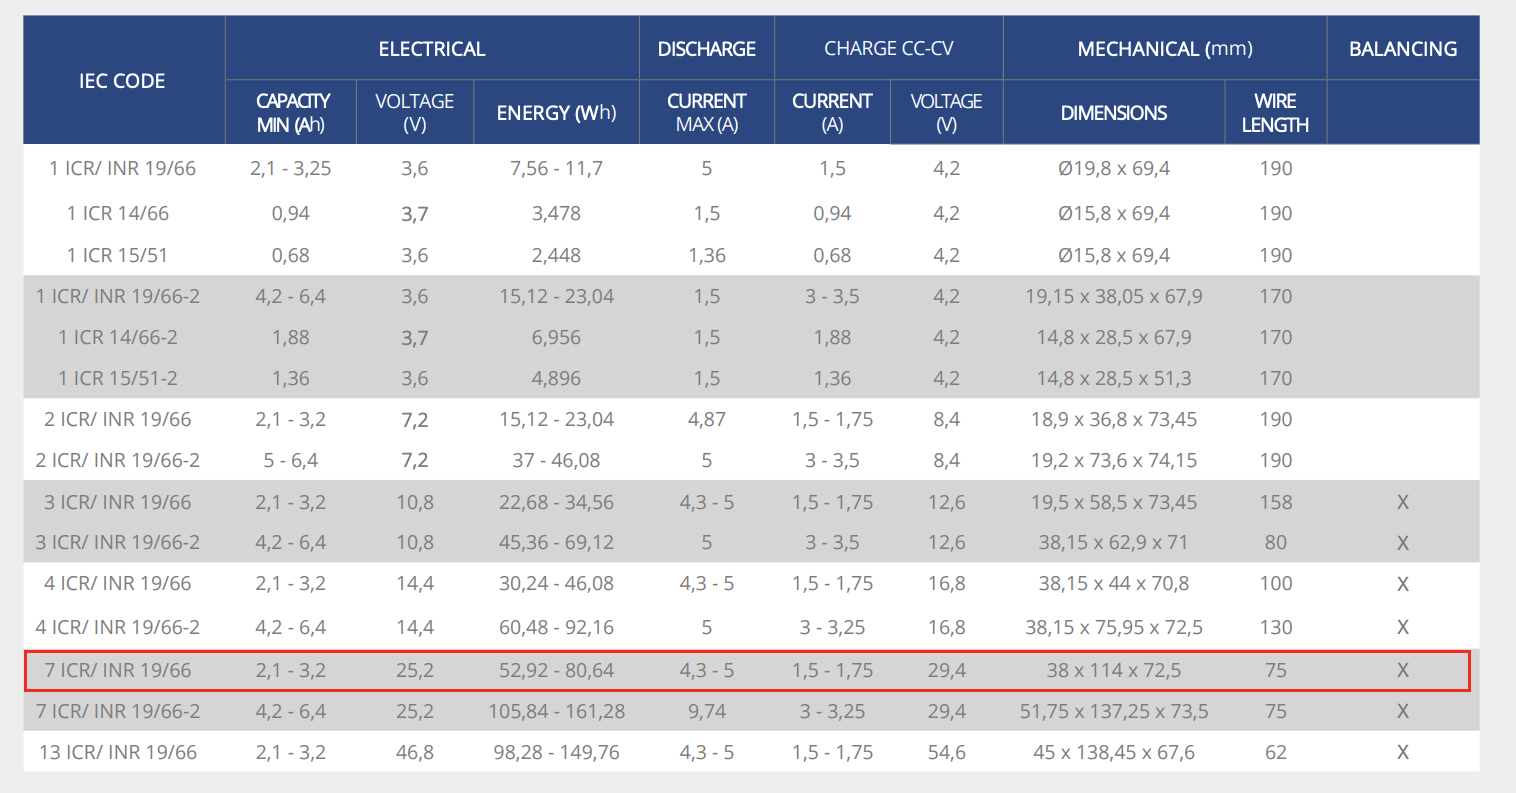 IEC CODE ELECTRICAL DISCHARGE CHARGE CC-CV MECHANICAL (mm) BALANCING
CAPACITY MIN (Ah) VOLTAGE (V) ENERGY (Wh) CURRENT MAX (A) CURRENT (A) VOLTAGE (V) DIMENSIONS WIRE LENGTH
1 ICR/ INR 19/66 2,1 - 3,25 3,6 7,56 - 11,7 5 1,5 4,2 Ø19,8 x 69,4 190
1 ICR 14/66 0,94 3,7 3,478 1,5 0,94 4,2 Ø15,8 x 69,4 190
1 ICR 15/51 0,68 3,6 2,448 1,36 0,68 4,2 Ø15,8 x 69,4 190
1 ICR/ INR 19/66-2 4,2 - 6,4 3,6 15,12 - 23,04 1,5 3 - 3,5 4,2 19,15 x 38,05 x 67,9 170
1 ICR 14/66-2 1,88 3,7 6,956 1,5 1,88 4,2 14,8 x 28,5 x 67,9 170
1 ICR 15/51-2 1,36 3,6 4,896 1,5 1,36 4,2 14,8 x 28,5 x 51,3 170
2 ICR/ INR 19/66 2,1 - 3,2 7,2 15,12 - 23,04 4,87 1,5 - 1,75 8,4 18,9 x 36,8 x 73,45 190
2 ICR/ INR 19/66-2 5 - 6,4 7,2 37 - 46,08 5 3 - 3,5 8,4 19,2 x 73,6 x 74,15 190
3 ICR/ INR 19/66 2,1 - 3,2 10,8 22,68 - 34,56 4,3 - 5 1,5 - 1,75 12,6 19,5 x 58,5 x 73,45 158 X
3 ICR/ INR 19/66-2 4,2 - 6,4 10,8 45,36 - 69,12 5 3 - 3,5 12,6 38,15 x 62,9 x 71 80 X
4 ICR/ INR 19/66 2,1 - 3,2 14,4 30,24 - 46,08 4,3 - 5 1,5 - 1,75 16,8 38,15 x 44 x 70,8 100 X
4 ICR/ INR 19/66-2 4,2 - 6,4 14,4 60,48 - 92,16 5 3 - 3,25 16,8 38,15 x 75,95 x 72,5 130 X
7 ICR/ INR 19/66 2,1 - 3,2 25,2 52,92 - 80,64 4,3 - 5 1,5 - 1,75 29,4 38 x 114 x 72,5 75 X
7 ICR/ INR 19/66-2 4,2 - 6,4 25,2 105,84 - 161,28 9,74 3 - 3,25 29,4 51,75 x 137,25 x 73,5 75 X
13 ICR/ INR 19/66 2,1 - 3,2 46,8 98,28 - 149,76 4,3 - 5 1,5 - 1,75 54,6 45 x 138,45 x 67,6 62 X